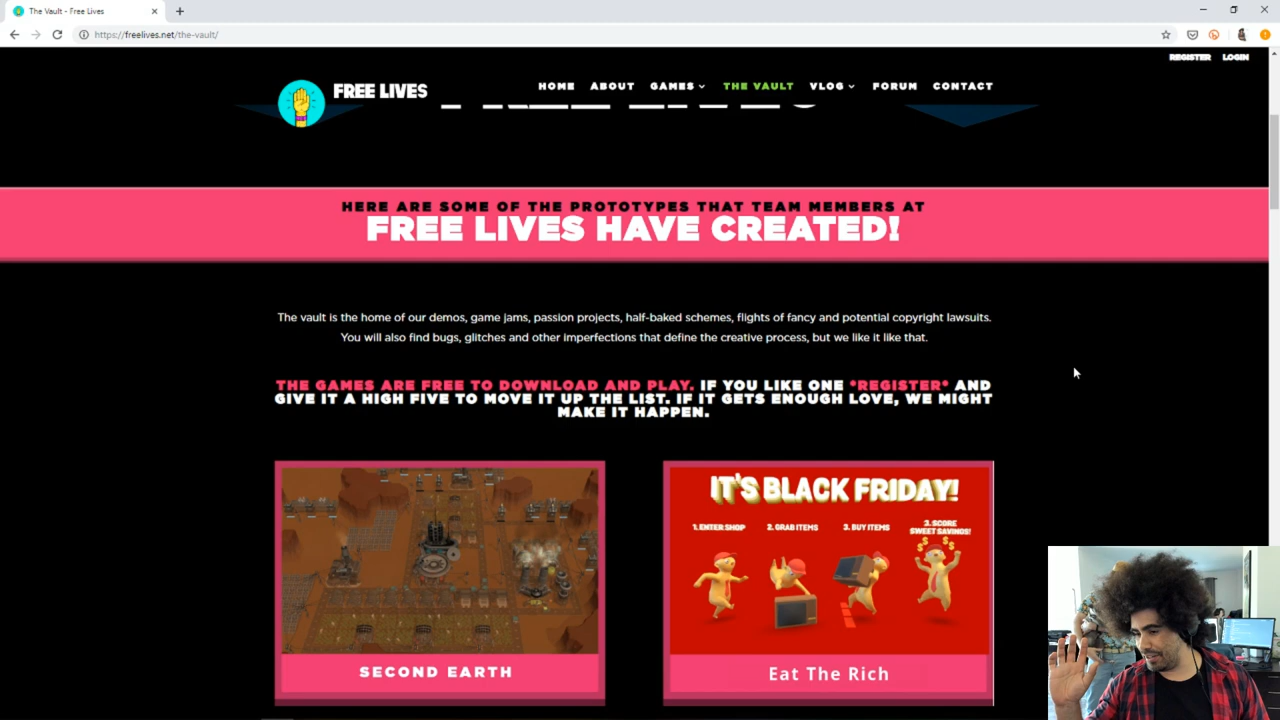 The Vault - Free Lives
https://freelives.net/the-vault/
REGISTER LOGIN
FREE LIVES
HOME ABOUT GAMES THE VAULT VLOG FORUM CONTACT
FREE LIVES
HERE ARE SOME OF THE PROTOTYPES THAT TEAM MEMBERS AT
FREE LIVES HAVE CREATED!
The vault is the home of our demos, game jams, passion projects, half-baked schemes, flights of fancy and potential copyright lawsuits.
You will also find bugs, glitches and other imperfections that define the creative process, but we like it like that.
THE GAMES ARE FREE TO DOWNLOAD AND PLAY. IF YOU LIKE ONE *REGISTER* AND
GIVE IT A HIGH FIVE TO MOVE IT UP THE LIST. IF IT GETS ENOUGH LOVE, WE MIGHT
MAKE IT HAPPEN.
IT'S BLACK FRIDAY!
1. ENTER SHOP 2. GRAB ITEMS 3. BUY ITEMS 3. SCORE
SWEET SAVINGS!
SECOND EARTH
Eat The Rich